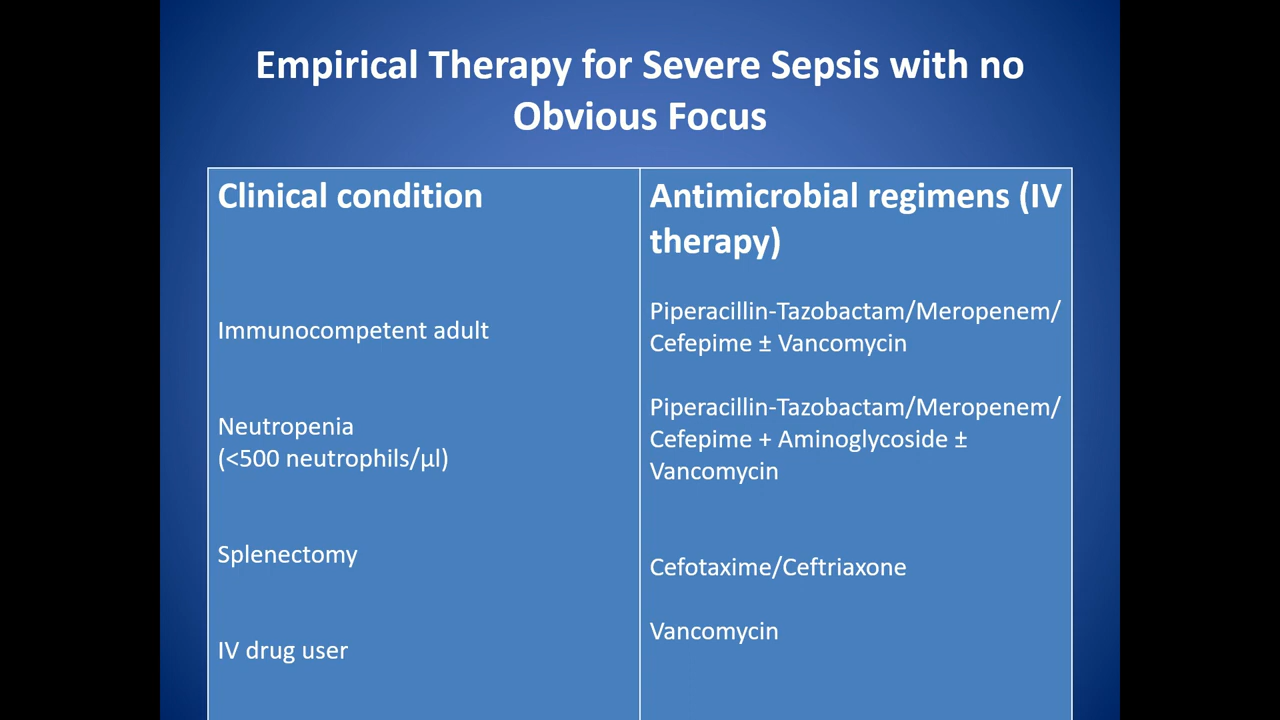 Empirical Therapy for Severe Sepsis with no
Obvious Focus
Clinical condition
Antimicrobial regimens (IV
therapy)
Immunocompetent adult
Piperacillin-Tazobactam/Meropenem/
Cefepime ± Vancomycin
Neutropenia
(<500 neutrophils/µl)
Piperacillin-Tazobactam/Meropenem/
Cefepime + Aminoglycoside ±
Vancomycin
Splenectomy
Cefotaxime/Ceftriaxone
IV drug user
Vancomycin